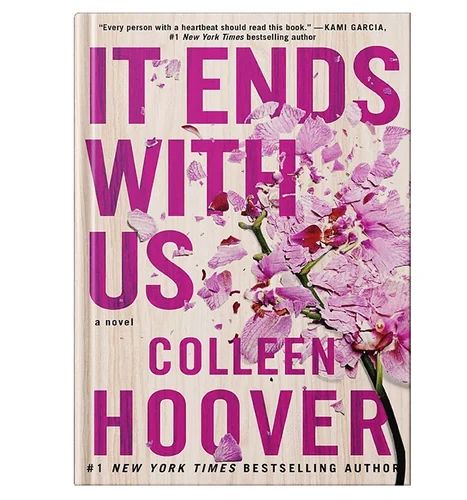 "Every person with a heartbeat should read this book." —KAMI GARCIA,
#1 New York Times bestselling author
IT ENDS
WITH
US
a novel
COLLEEN
HOOVER
#1 NEW YORK TIMES BESTSELLING AUTHOR